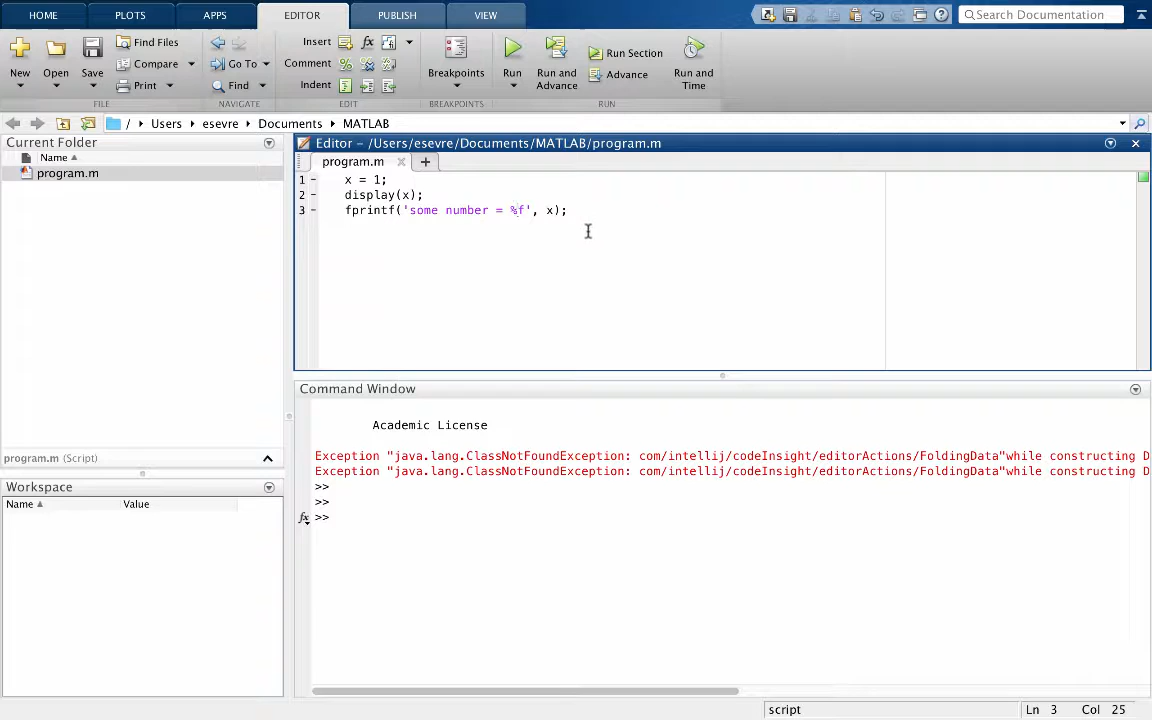 HOME PLOTS APPS EDITOR PUBLISH VIEW Search Documentation
New
Open
Save
Find Files
Compare
Print
FILE
Go To
Find
NAVIGATE
Insert fx
Comment %
Indent
EDIT
Breakpoints
BREAKPOINTS
Run
Run and
Advance
Run Section
Advance
Run and
Time
RUN
/ Users esevre Documents MATLAB
Current Folder
Name
program.m
program.m (Script)
Workspace
Name Value
Editor – /Users/esevre/Documents/MATLAB/program.m
program.m × +
1 - x = 1;
2 - display(x);
3 - fprintf('some number = %f', x);
Command Window
Academic License
Exception "java.lang.ClassNotFoundException: com/intellij/codeInsight/editorActions/FoldingData"while constructing D
Exception "java.lang.ClassNotFoundException: com/intellij/codeInsight/editorActions/FoldingData"while constructing D
>>
>>
fx >>
script Ln 3 Col 25